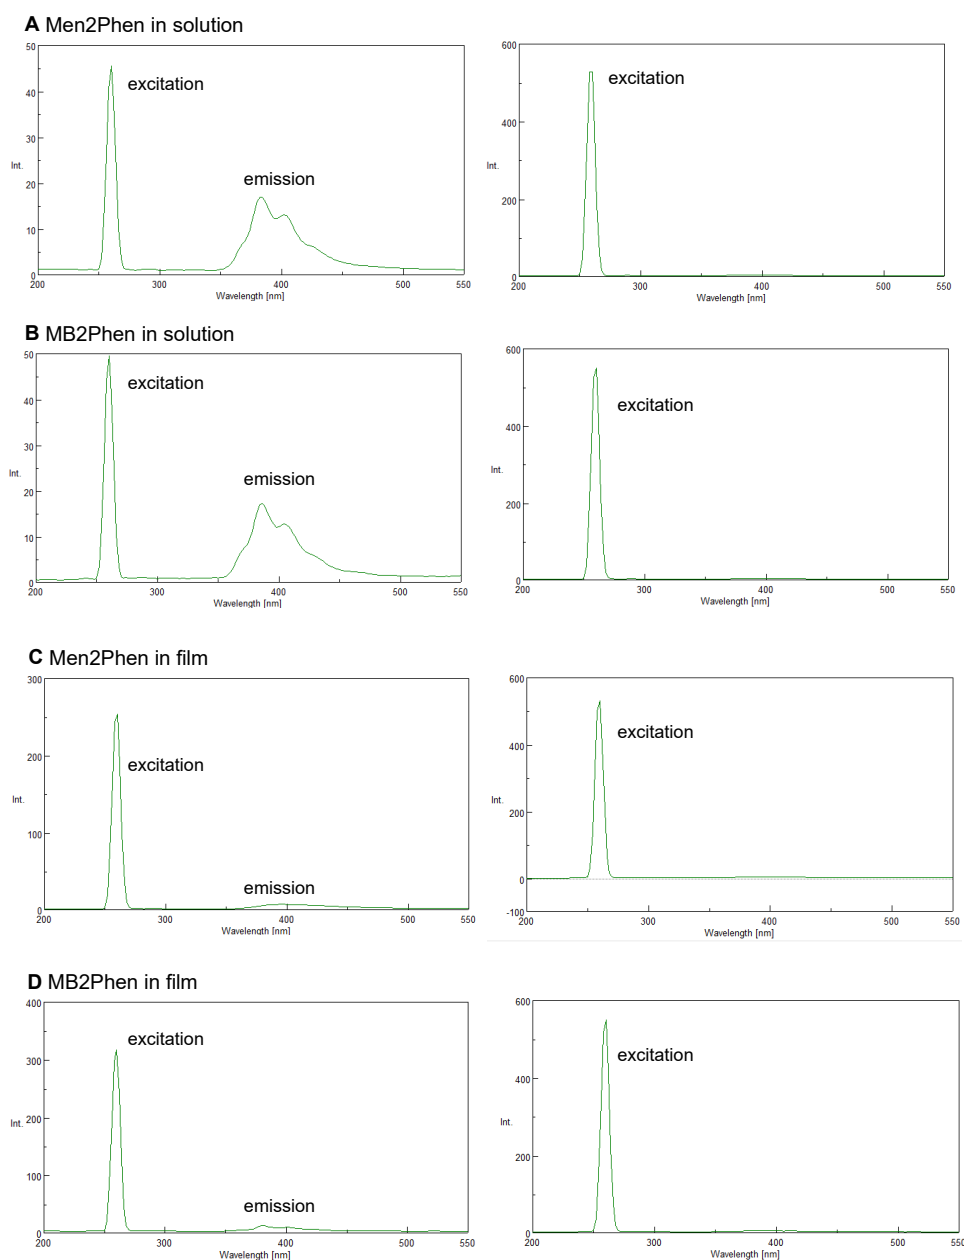 A Men2Phen in solution
50
40
30
Int.
20
10
0
200
300
400
500
550
Wavelength [nm]
excitation
emission
600
400
Int.
200
0
200
300
400
500
550
Wavelength [nm]
excitation
B MB2Phen in solution
50
40
30
Int.
20
10
0
200
300
400
500
550
Wavelength [nm]
excitation
emission
600
400
Int.
200
0
200
300
400
500
550
Wavelength [nm]
excitation
C Men2Phen in film
300
200
Int.
100
0
200
300
400
500
550
Wavelength [nm]
excitation
emission
600
400
Int.
200
0
-100
200
300
400
500
550
Wavelength [nm]
excitation
D MB2Phen in film
400
300
200
Int.
100
0
200
300
400
500
550
Wavelength [nm]
excitation
emission
600
400
Int.
200
0
200
300
400
500
550
Wavelength [nm]
excitation